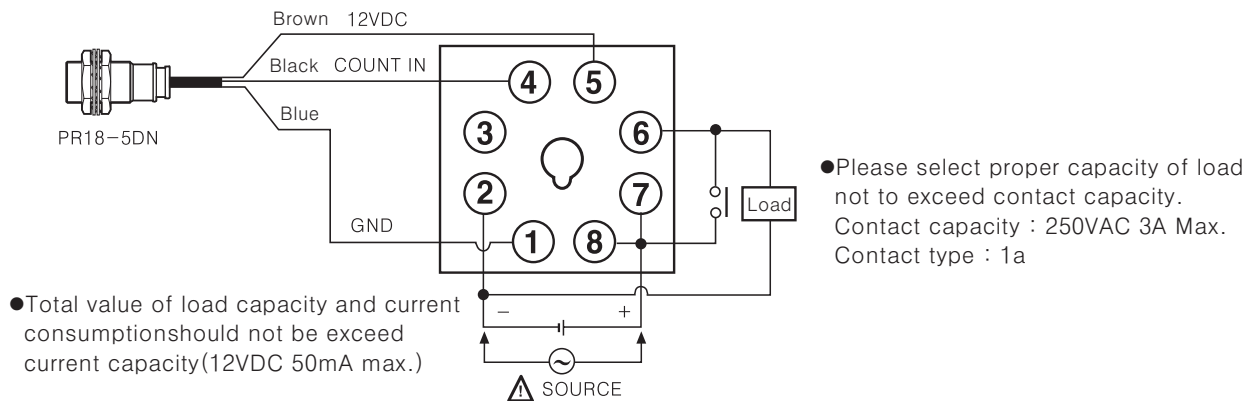 Brown 12VDC
Black COUNT IN
Blue
PR18-5DN
GND
4 5
3 6
2 7
1 8
Load
●Please select proper capacity of load
not to exceed contact capacity.
Contact capacity : 250VAC 3A Max.
Contact type : 1a
●Total value of load capacity and current
consumptionshould not be exceed
current capacity(12VDC 50mA max.)
− +
! SOURCE